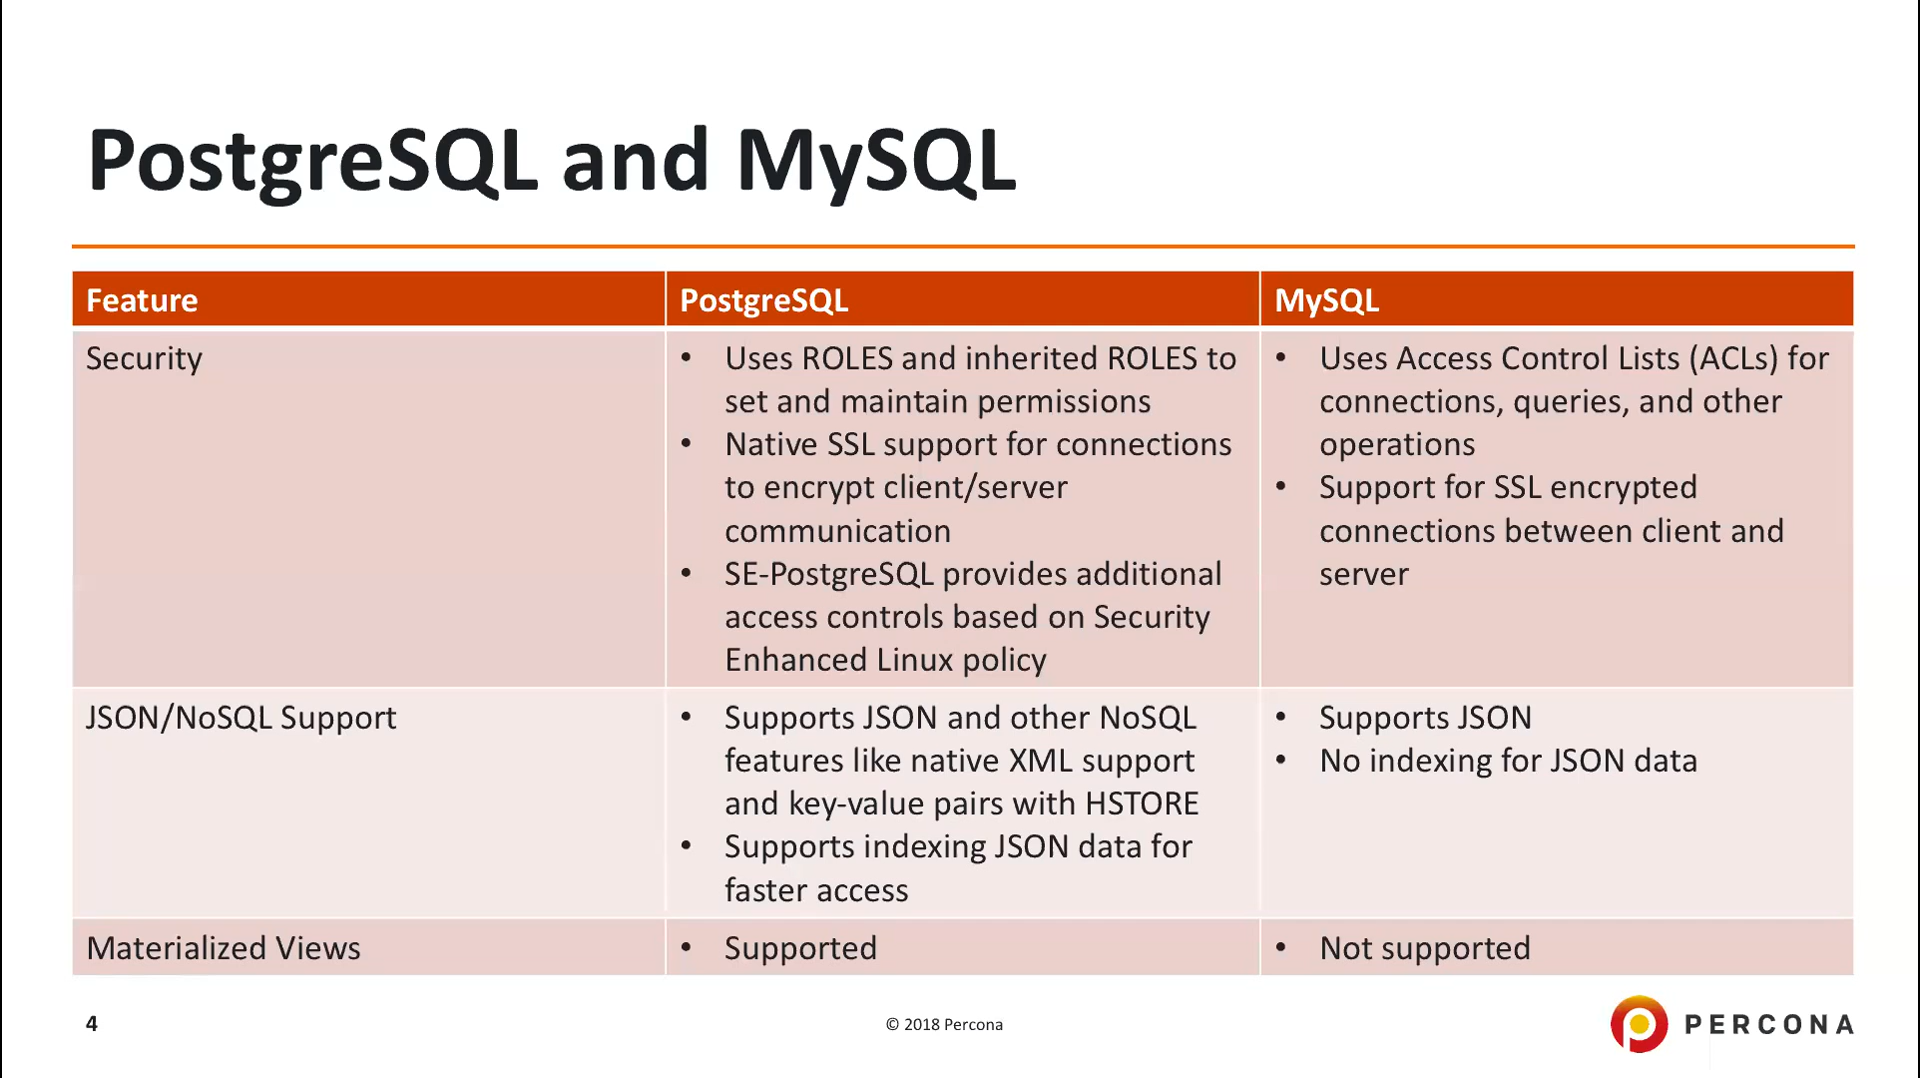 PostgreSQL and MySQL
Feature
PostgreSQL
MySQL
Security
• Uses ROLES and inherited ROLES to
set and maintain permissions
• Native SSL support for connections
to encrypt client/server
communication
• SE-PostgreSQL provides additional
access controls based on Security
Enhanced Linux policy
• Uses Access Control Lists (ACLs) for
connections, queries, and other
operations
• Support for SSL encrypted
connections between client and
server
JSON/NoSQL Support
• Supports JSON and other NoSQL
features like native XML support
and key-value pairs with HSTORE
• Supports indexing JSON data for
faster access
• Supports JSON
• No indexing for JSON data
Materialized Views
• Supported
• Not supported
4
© 2018 Percona
PERCONA